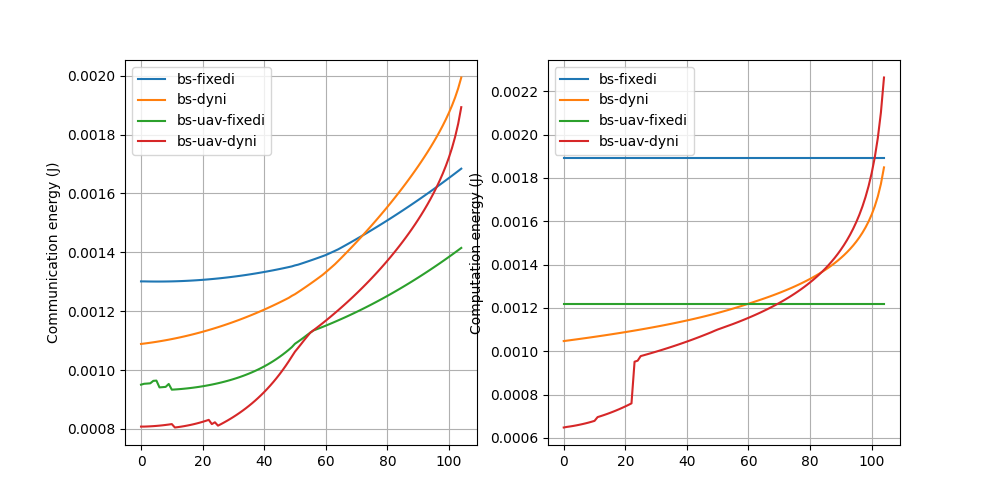 Communication energy (J)
0.0020
0.0018
0.0016
0.0014
0.0012
0.0010
0.0008
bs-fixedi
bs-dyni
bs-uav-fixedi
bs-uav-dyni
0 20 40 60 80 100
Computation energy (J)
0.0022
0.0020
0.0018
0.0016
0.0014
0.0012
0.0010
0.0008
0.0006
bs-fixedi
bs-dyni
bs-uav-fixedi
bs-uav-dyni
0 20 40 60 80 100